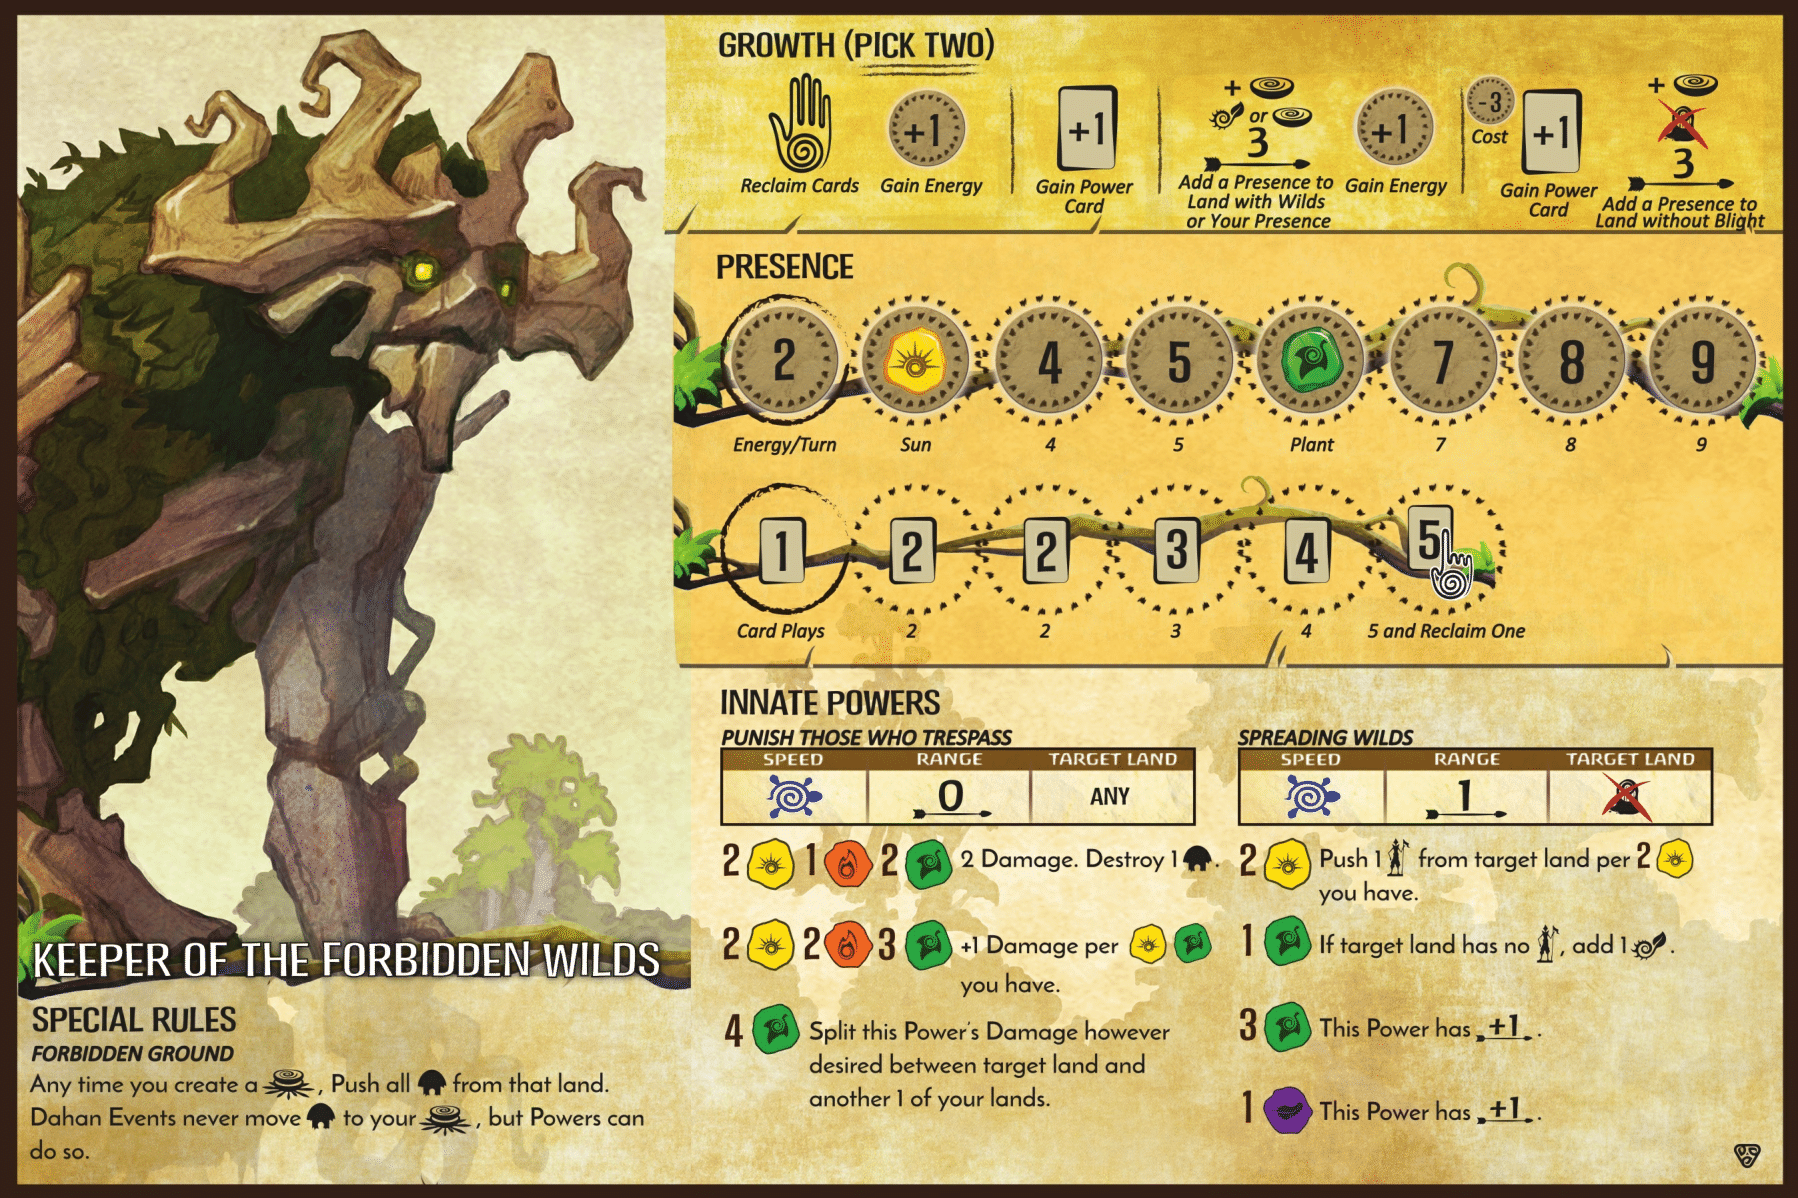 GROWTH (PICK TWO)
+1
+1
+
or
3
+1
-3
Cost
+1
+
3
Reclaim Cards
Gain Energy
Gain Power
Card
Add a Presence to
Land with Wilds
or Your Presence
Gain Energy
Gain Power
Card
Add a Presence to
Land without Blight
PRESENCE
2 4 5 7 8 9
Energy/Turn Sun 4 5 Plant 7 8 9
1 2 2 3 4 5
Card Plays 2 2 3 4 5 and Reclaim One
INNATE POWERS
PUNISH THOSE WHO TRESPASS
SPEED RANGE TARGET LAND
0 ANY
2 1 2 2 Damage. Destroy 1 .
2 2 3 +1 Damage per
you have.
4 Split this Power's Damage however
desired between target land and
another 1 of your lands.
SPREADING WILDS
SPEED RANGE TARGET LAND
1
2 Push 1 from target land per 2
you have.
1 If target land has no , add 1 .
3 This Power has +1 .
1 This Power has +1 .
KEEPER OF THE FORBIDDEN WILDS
SPECIAL RULES
FORBIDDEN GROUND
Any time you create a , Push all from that land.
Dahan Events never move to your , but Powers can
do so.